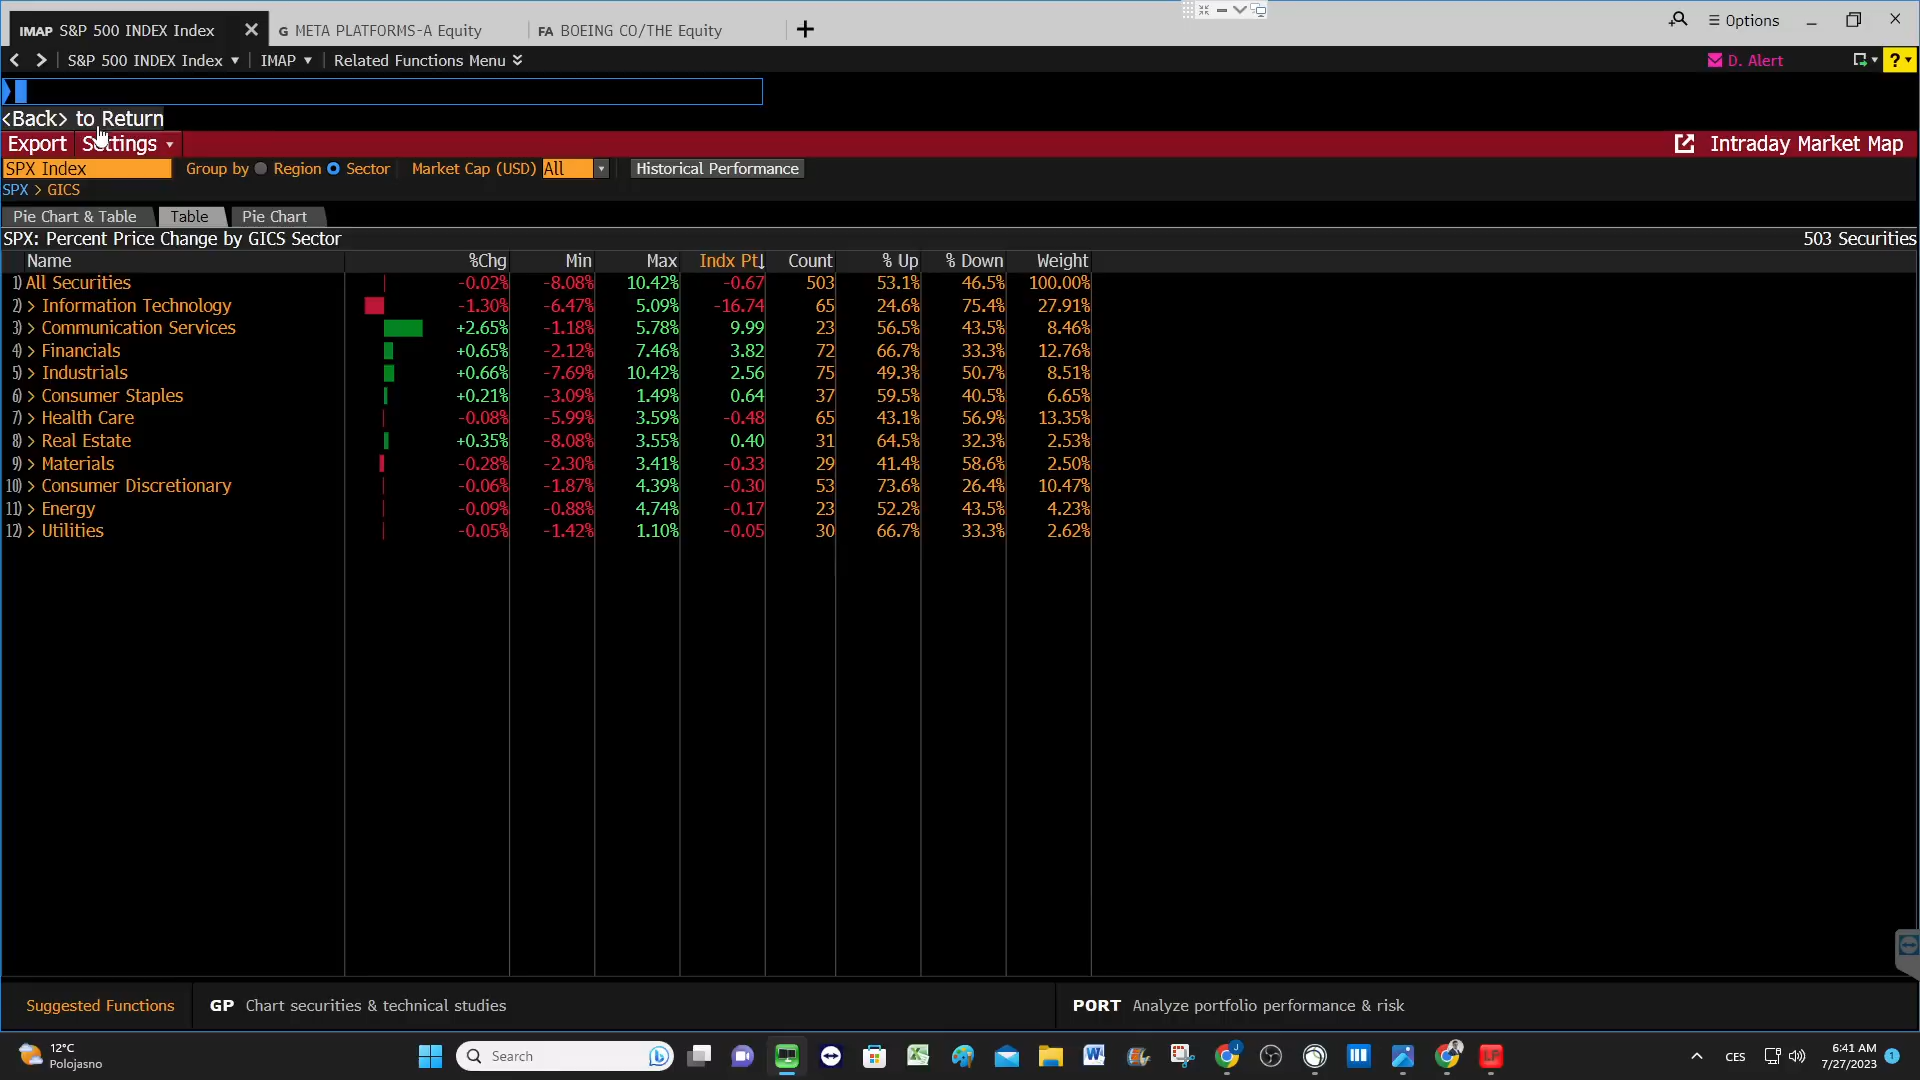 IMAP S&P 500 INDEX Index
G META PLATFORMS-A Equity
FA BOEING CO/THE Equity
Options
S&P 500 INDEX Index IMAP Related Functions Menu
D. Alert ?
<Back> to Return
Export Settings Intraday Market Map
SPX Index Group by Region Sector Market Cap (USD) All Historical Performance
SPX > GICS
Pie Chart & Table Table Pie Chart
SPX: Percent Price Change by GICS Sector 503 Securities
Name %Chg Min Max Indx Pt↓ Count % Up % Down Weight
1) All Securities -0.02% -8.08% 10.42% -0.67 503 53.1% 46.5% 100.00%
2) > Information Technology -1.30% -6.47% 5.09% -16.74 65 24.6% 75.4% 27.91%
3) > Communication Services +2.65% -1.18% 5.78% 9.99 23 56.5% 43.5% 8.46%
4) > Financials +0.65% -2.12% 7.46% 3.82 72 66.7% 33.3% 12.76%
5) > Industrials +0.66% -7.69% 10.42% 2.56 75 49.3% 50.7% 8.51%
6) > Consumer Staples +0.21% -3.09% 1.49% 0.64 37 59.5% 40.5% 6.65%
7) > Health Care -0.08% -5.99% 3.59% -0.48 65 43.1% 56.9% 13.35%
8) > Real Estate +0.35% -8.08% 3.55% 0.40 31 64.5% 32.3% 2.53%
9) > Materials -0.28% -2.30% 3.41% -0.33 29 41.4% 58.6% 2.50%
10) > Consumer Discretionary -0.06% -1.87% 4.39% -0.30 53 73.6% 26.4% 10.47%
11) > Energy -0.09% -0.88% 4.74% -0.17 23 52.2% 43.5% 4.23%
12) > Utilities -0.05% -1.42% 1.10% -0.05 30 66.7% 33.3% 2.62%
Suggested Functions GP Chart securities & technical studies PORT Analyze portfolio performance & risk
12°C
Polojasno
Search
CES
6:41 AM
7/27/2023
1